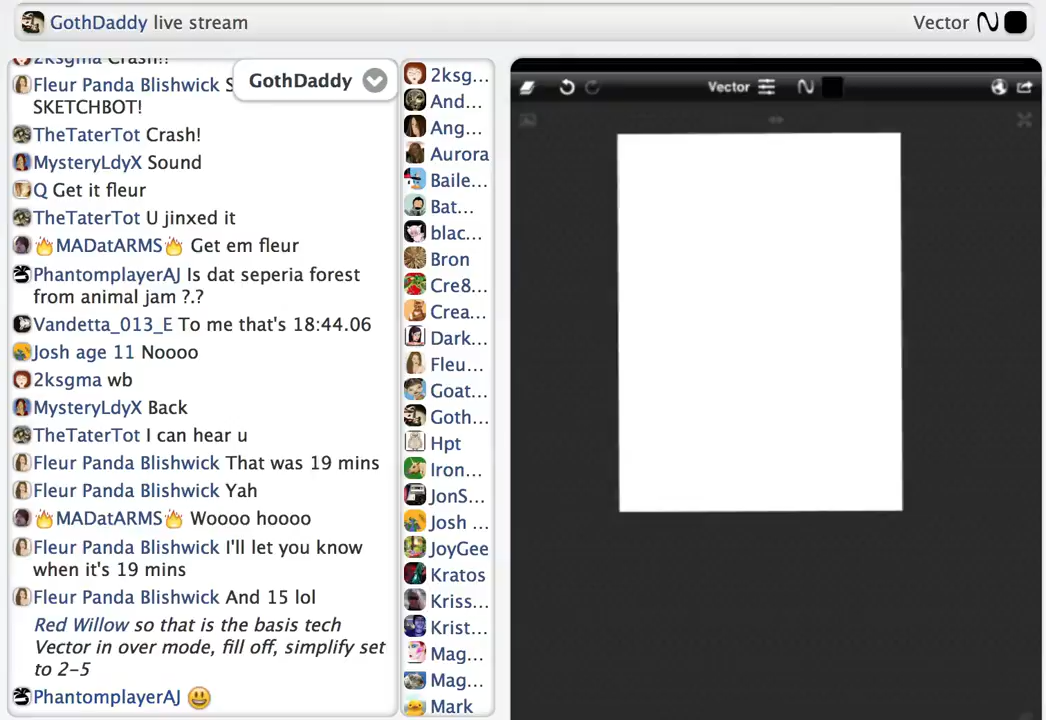 GothDaddy live stream
Vector
2ksgma Crash!!
Fleur Panda Blishwick S
SKETCHBOT!
GothDaddy
TheTaterTot Crash!
MysteryLdyX Sound
Q Get it fleur
TheTaterTot U jinxed it
🔥MADatARMS🔥 Get em fleur
PhantomplayerAJ Is dat seperia forest
from animal jam ?.?
Vandetta_013_E To me that's 18:44.06
Josh age 11 Noooo
2ksgma wb
MysteryLdyX Back
TheTaterTot I can hear u
Fleur Panda Blishwick That was 19 mins
Fleur Panda Blishwick Yah
🔥MADatARMS🔥 Woooo hoooo
Fleur Panda Blishwick I'll let you know
when it's 19 mins
Fleur Panda Blishwick And 15 lol
Red Willow so that is the basis tech
Vector in over mode, fill off, simplify set
to 2-5
PhantomplayerAJ 😃
2ksg...
And...
Ang...
Aurora
Baile...
Bat...
blac...
Bron
Cre8...
Crea...
Dark...
Fleu...
Goat...
Goth...
Hpt
Iron...
JonS...
Josh ...
JoyGee
Kratos
Kriss...
Krist...
Mag...
Mag...
Mark
Vector